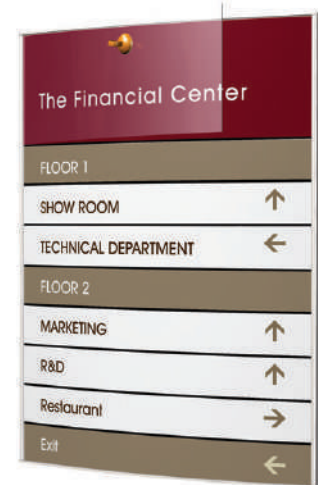 The Financial Center
FLOOR 1
SHOW ROOM ↑
TECHNICAL DEPARTMENT ←
FLOOR 2
MARKETING ↑
R&D ↑
Restaurant →
Exit ←